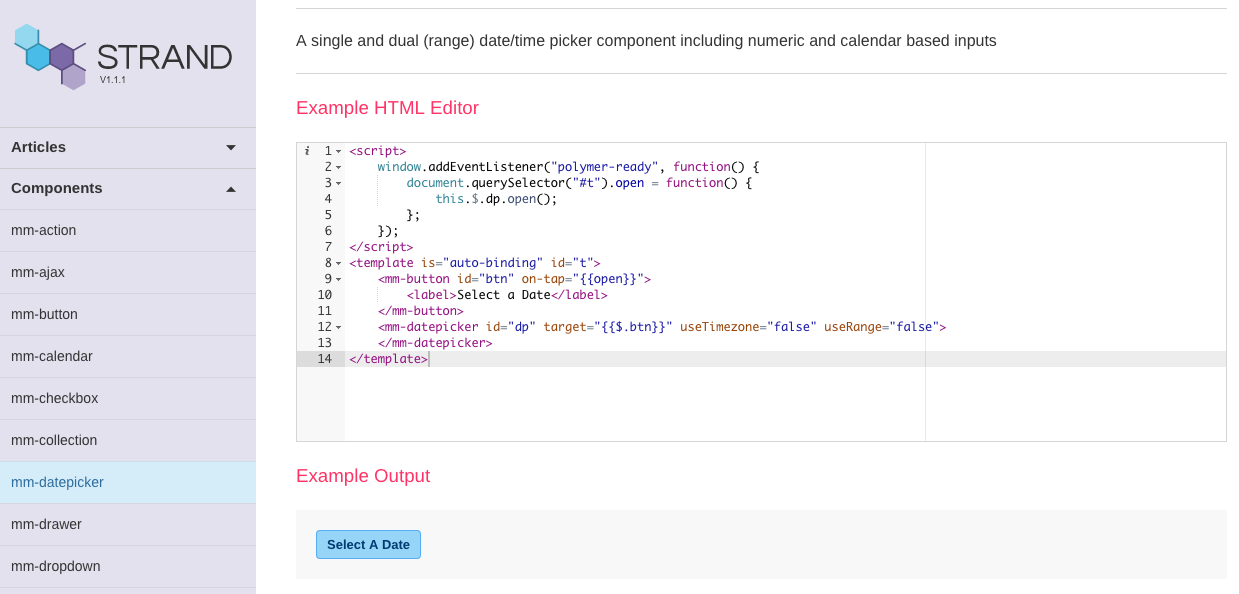 STRAND
V1.1.1
Articles
Components
mm-action
mm-ajax
mm-button
mm-calendar
mm-checkbox
mm-collection
mm-datepicker
mm-drawer
mm-dropdown
A single and dual (range) date/time picker component including numeric and calendar based inputs
Example HTML Editor
i 1 <script>
2     window.addEventListener("polymer-ready", function() {
3         document.querySelector("#t").open = function() {
4             this.$.dp.open();
5         };
6     });
7 </script>
8 <template is="auto-binding" id="t">
9     <mm-button id="btn" on-tap="{{open}}">
10         <label>Select a Date</label>
11     </mm-button>
12     <mm-datepicker id="dp" target="{{$.btn}}" useTimezone="false" useRange="false">
13     </mm-datepicker>
14 </template>
Example Output
Select A Date